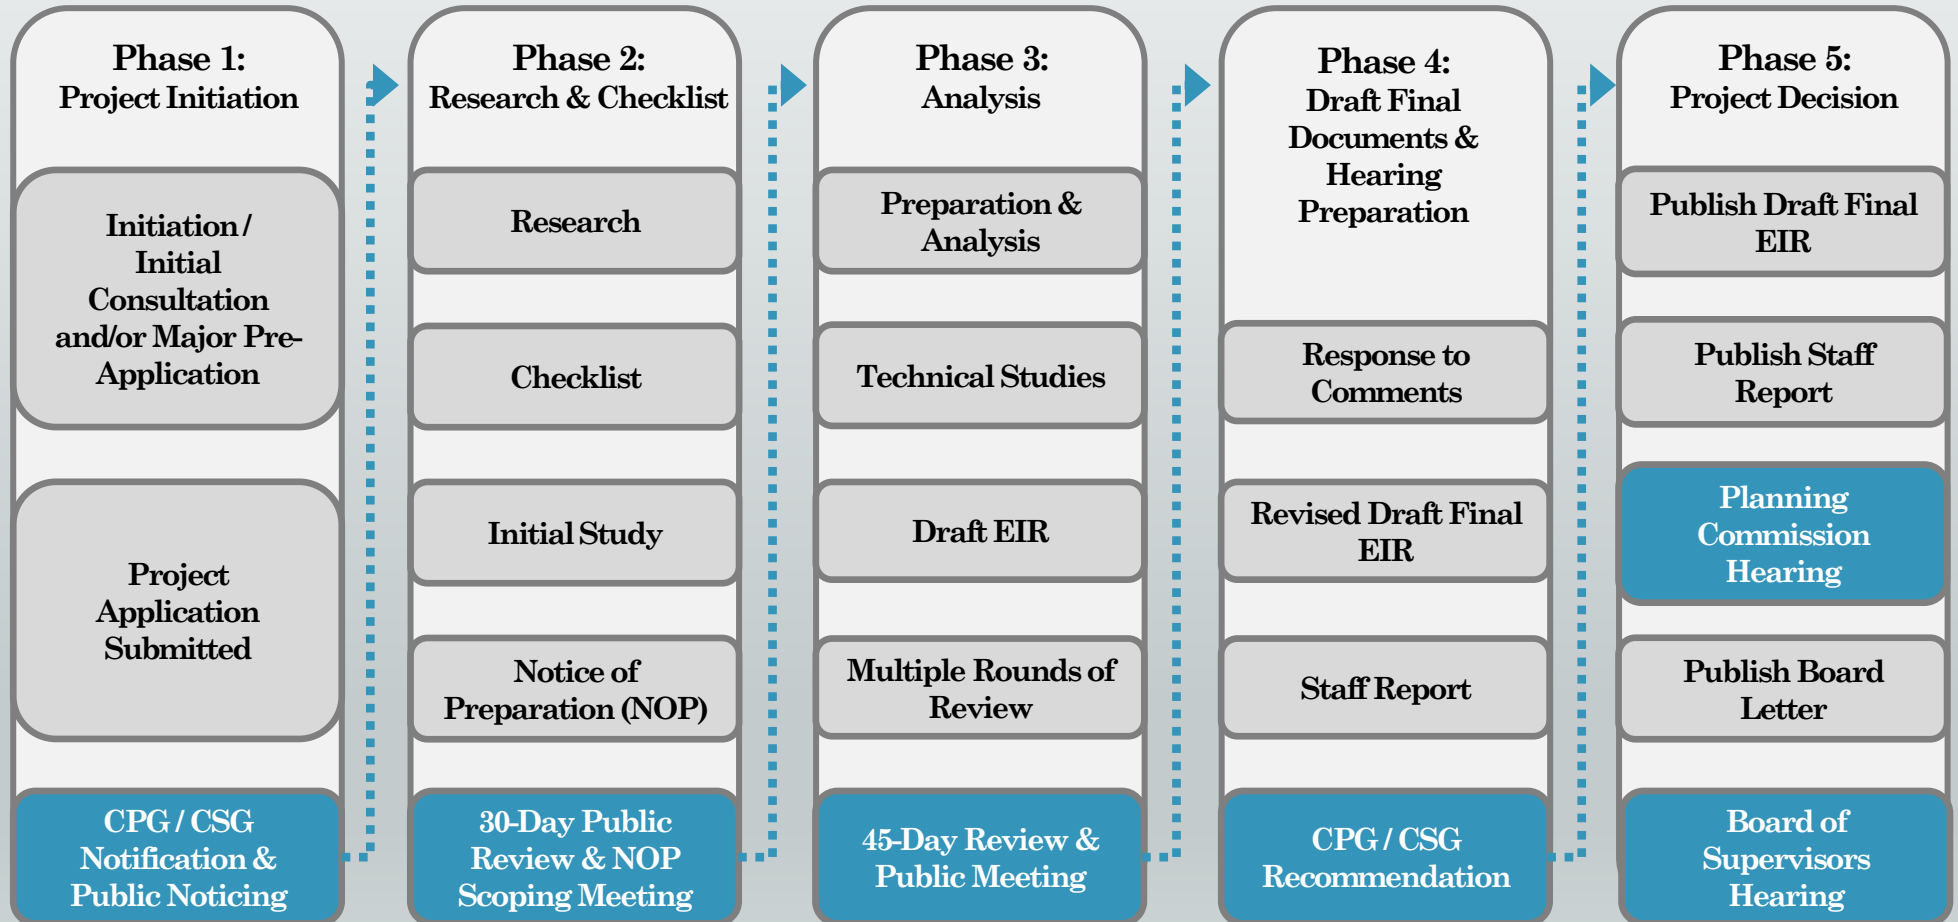 Phase 1:
Project Initiation
Initiation /
Initial
Consultation
and/or Major Pre-
Application
Project
Application
Submitted
CPG / CSG
Notification &
Public Noticing
Phase 2:
Research & Checklist
Research
Checklist
Initial Study
Notice of
Preparation (NOP)
30-Day Public
Review & NOP
Scoping Meeting
Phase 3:
Analysis
Preparation &
Analysis
Technical Studies
Draft EIR
Multiple Rounds of
Review
45-Day Review &
Public Meeting
Phase 4:
Draft Final
Documents &
Hearing
Preparation
Response to
Comments
Revised Draft Final
EIR
Staff Report
CPG / CSG
Recommendation
Phase 5:
Project Decision
Publish Draft Final
EIR
Publish Staff
Report
Planning
Commission
Hearing
Publish Board
Letter
Board of
Supervisors
Hearing